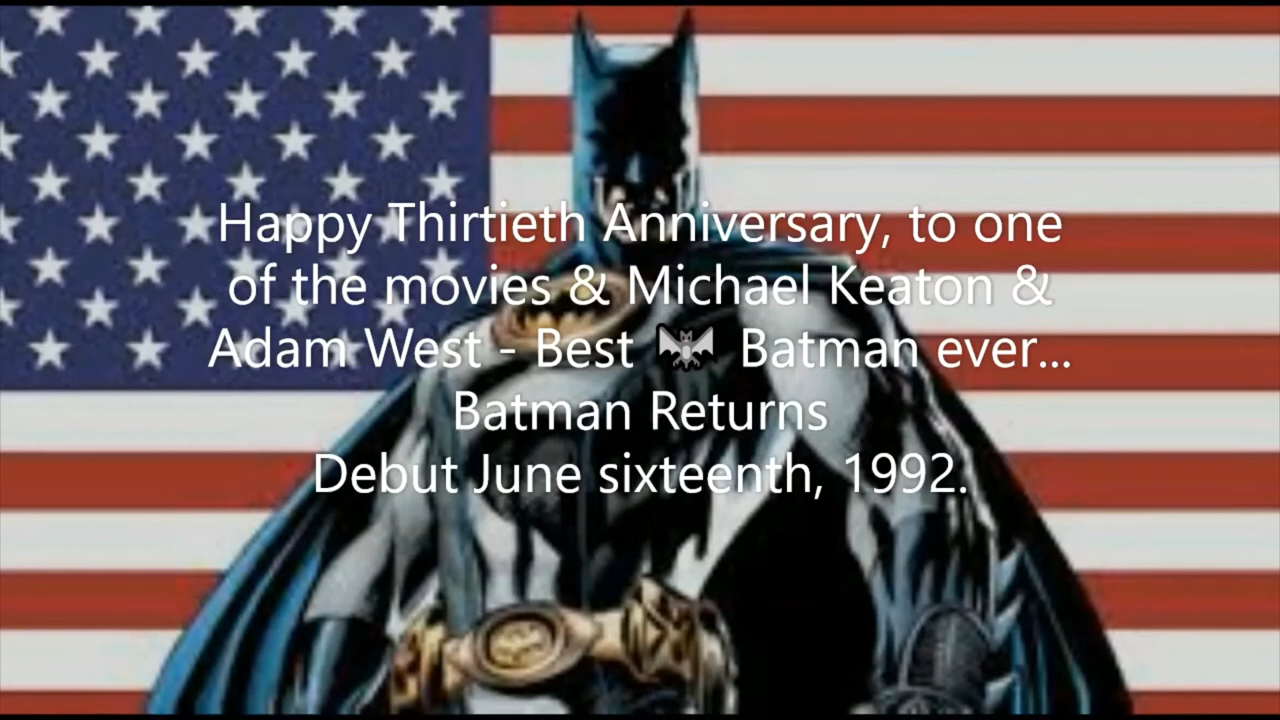 Happy Thirtieth Anniversary, to one
of the movies & Michael Keaton &
Adam West - Best 🦇 Batman ever...
Batman Returns
Debut June sixteenth, 1992.